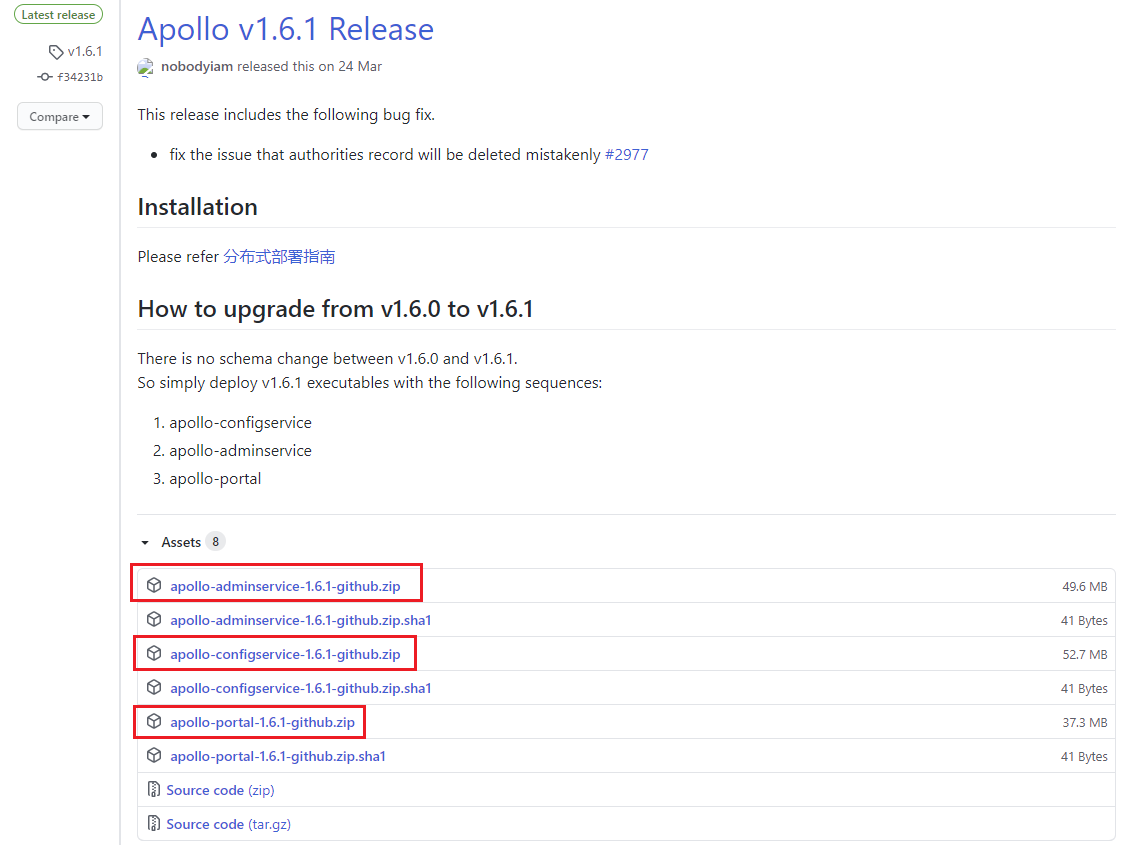 Latest release
v1.6.1
f34231b
Compare
Apollo v1.6.1 Release
nobodyiam released this on 24 Mar
This release includes the following bug fix.
fix the issue that authorities record will be deleted mistakenly #2977
Installation
Please refer 分布式部署指南
How to upgrade from v1.6.0 to v1.6.1
There is no schema change between v1.6.0 and v1.6.1.
So simply deploy v1.6.1 executables with the following sequences:
1. apollo-configservice
2. apollo-adminservice
3. apollo-portal
Assets 8
apollo-adminservice-1.6.1-github.zip 49.6 MB
apollo-adminservice-1.6.1-github.zip.sha1 41 Bytes
apollo-configservice-1.6.1-github.zip 52.7 MB
apollo-configservice-1.6.1-github.zip.sha1 41 Bytes
apollo-portal-1.6.1-github.zip 37.3 MB
apollo-portal-1.6.1-github.zip.sha1 41 Bytes
Source code (zip)
Source code (tar.gz)